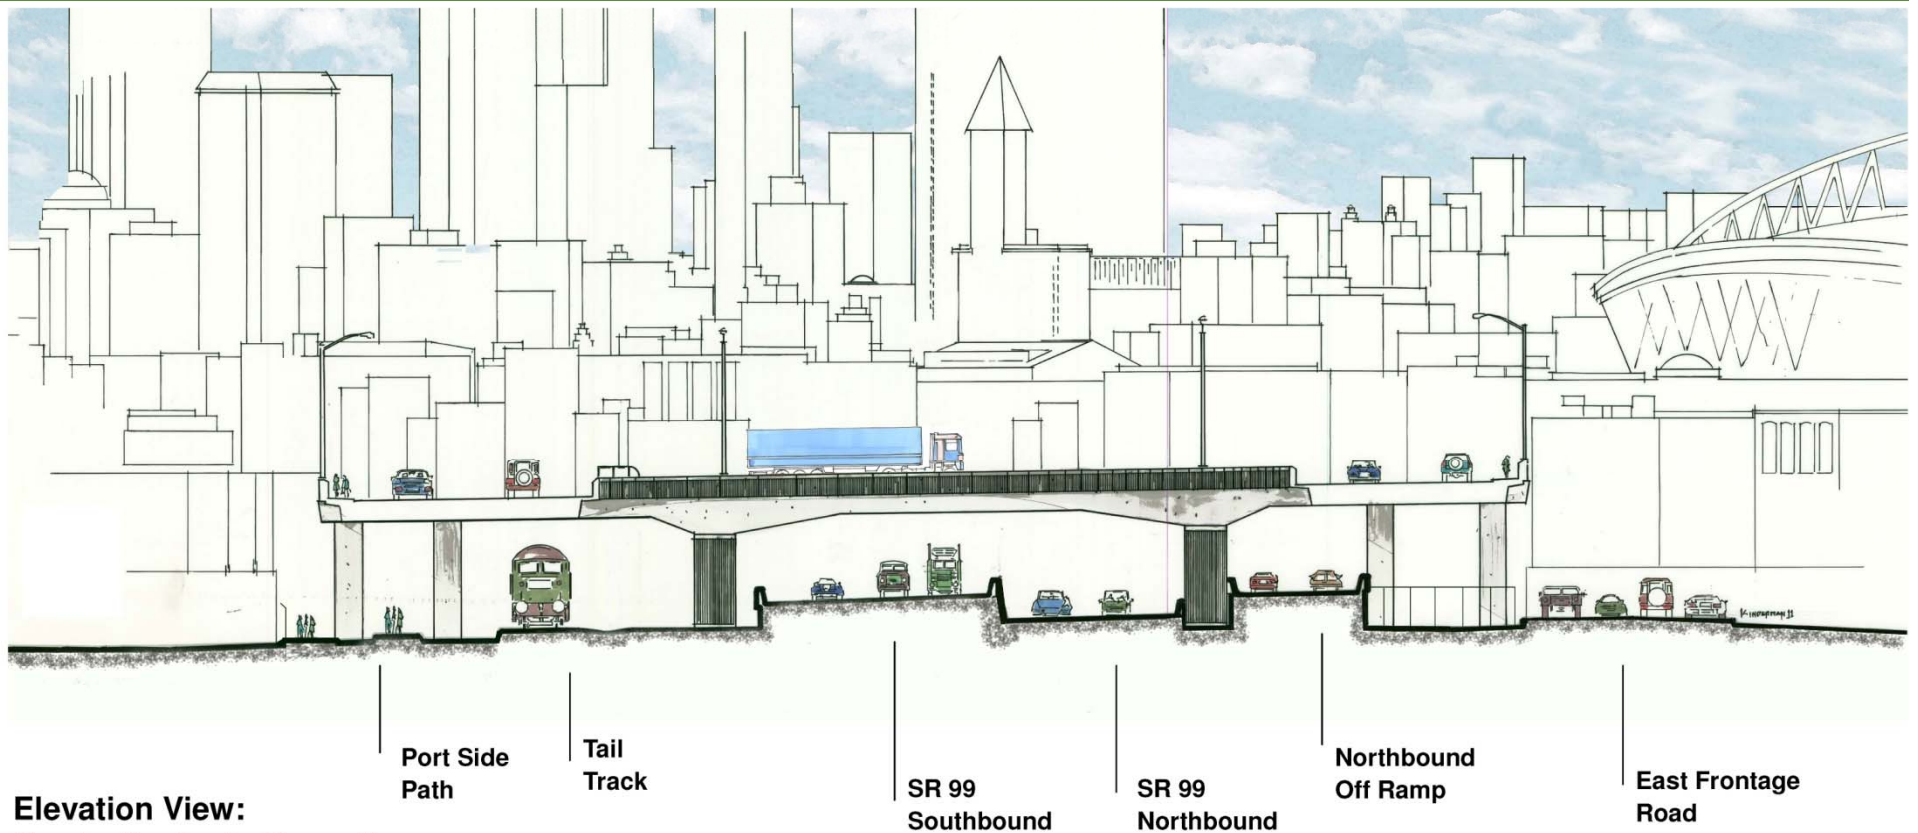 Port Side
Path
Tail
Track
SR 99
Southbound
SR 99
Northbound
Northbound
Off Ramp
East Frontage
Road
Elevation View: